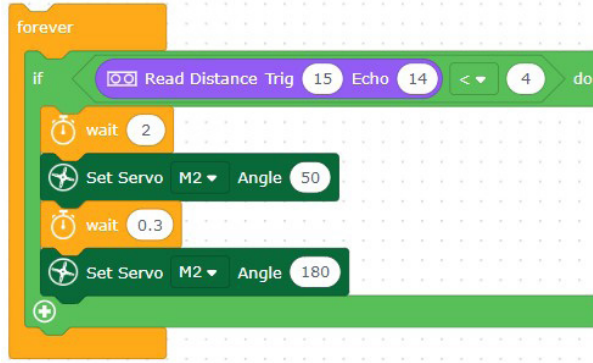 forever
if Read Distance Trig 15 Echo 14 < 4 do
wait 2
Set Servo M2 Angle 50
wait 0.3
Set Servo M2 Angle 180